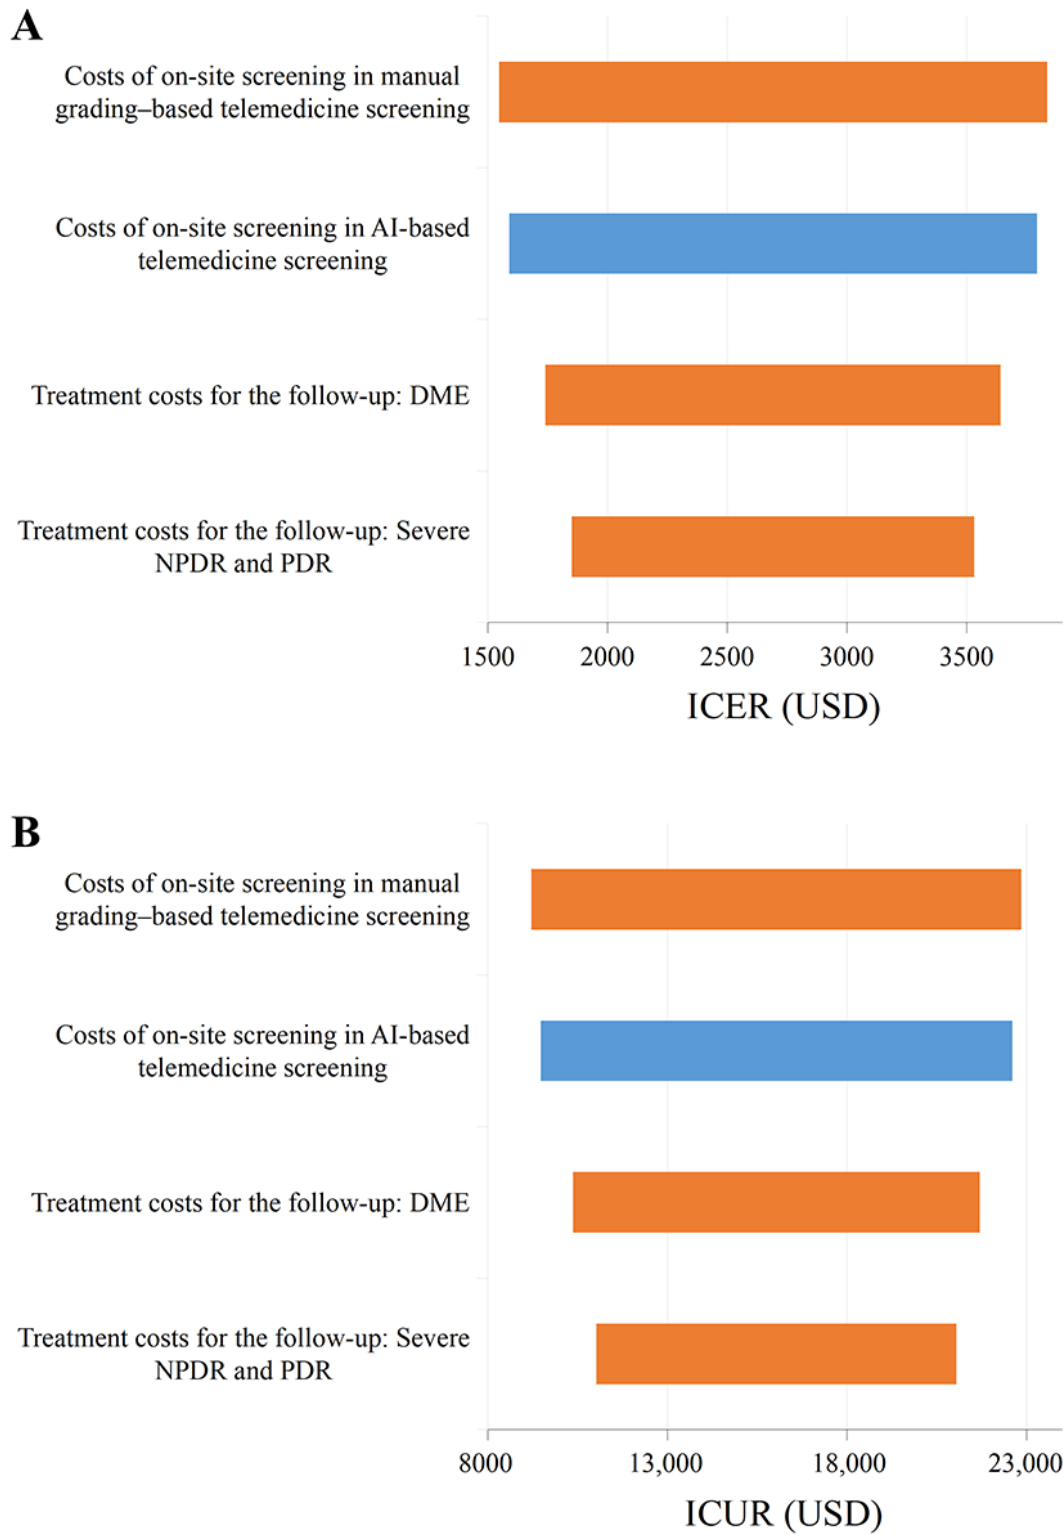 A
Costs of on-site screening in manual
grading–based telemedicine screening
Costs of on-site screening in AI-based
telemedicine screening
Treatment costs for the follow-up: DME
Treatment costs for the follow-up: Severe
NPDR and PDR
1500 2000 2500 3000 3500
ICER (USD)
B
Costs of on-site screening in manual
grading–based telemedicine screening
Costs of on-site screening in AI-based
telemedicine screening
Treatment costs for the follow-up: DME
Treatment costs for the follow-up: Severe
NPDR and PDR
8000 13,000 18,000 23,000
ICUR (USD)